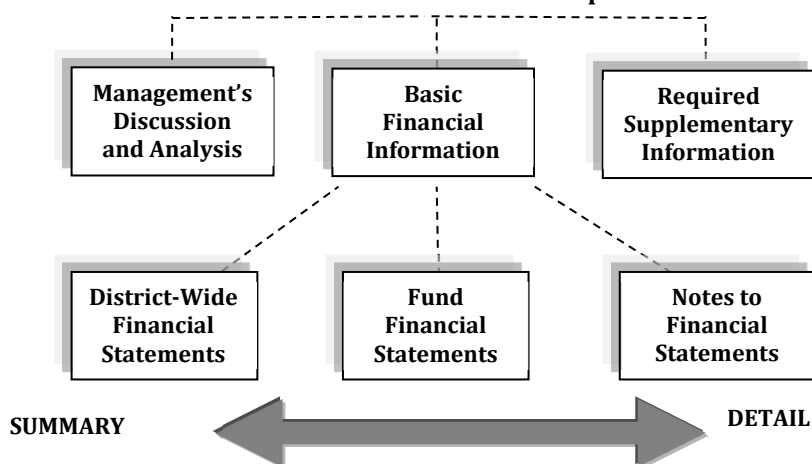 Management's
Discussion
and Analysis
Basic
Financial
Information
Required
Supplementary
Information
District-Wide
Financial
Statements
Fund
Financial
Statements
Notes to
Financial
Statements
SUMMARY
DETAIL